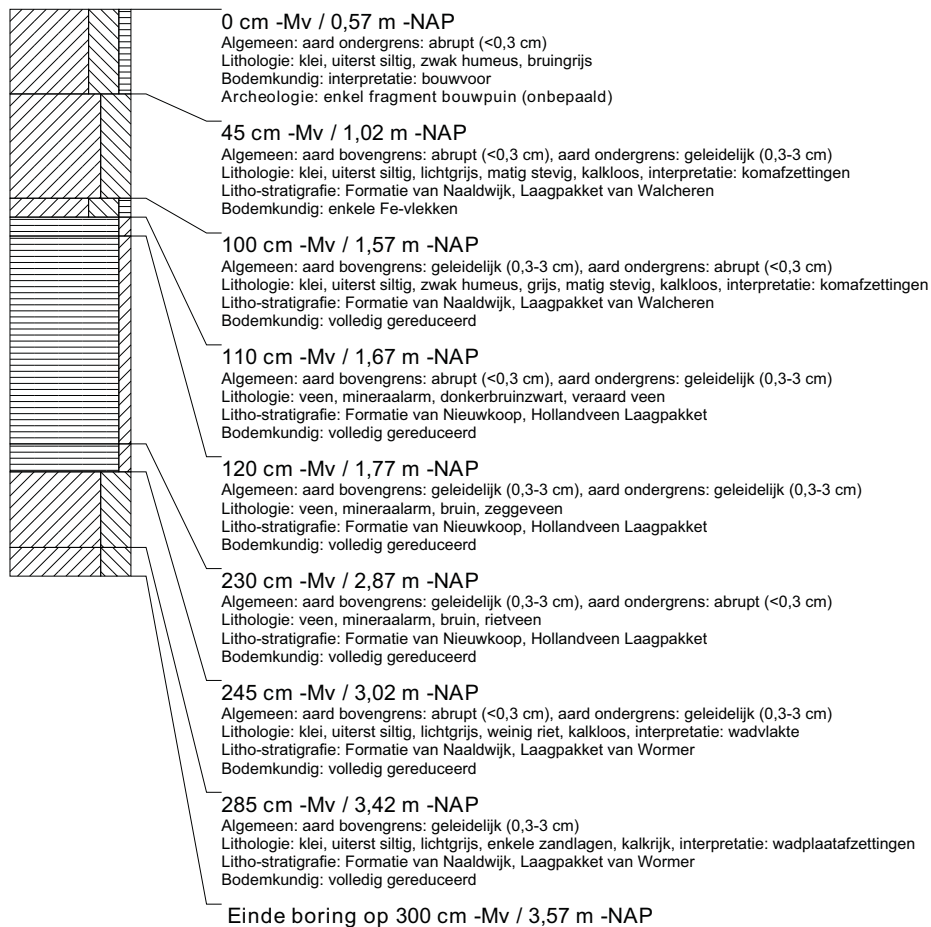 0 cm -Mv / 0,57 m -NAP
Algemeen: aard ondergrens: abrupt (<0,3 cm)
Lithologie: klei, uiterst siltig, zwak humeus, bruingrijs
Bodemkundig: interpretatie: bouwvoor
Archeologie: enkel fragment bouwpuin (onbepaald)
45 cm -Mv / 1,02 m -NAP
Algemeen: aard bovengrens: abrupt (<0,3 cm), aard ondergrens: geleidelijk (0,3-3 cm)
Lithologie: klei, uiterst siltig, lichtgrijs, matig stevig, kalkloos, interpretatie: komafzettingen
Litho-stratigrafie: Formatie van Naaldwijk, Laagpakket van Walcheren
Bodemkundig: enkele Fe-vlekken
100 cm -Mv / 1,57 m -NAP
Algemeen: aard bovengrens: geleidelijk (0,3-3 cm), aard ondergrens: abrupt (<0,3 cm)
Lithologie: klei, uiterst siltig, zwak humeus, grijs, matig stevig, kalkloos, interpretatie: komafzettingen
Litho-stratigrafie: Formatie van Naaldwijk, Laagpakket van Walcheren
Bodemkundig: volledig gereduceerd
110 cm -Mv / 1,67 m -NAP
Algemeen: aard bovengrens: abrupt (<0,3 cm), aard ondergrens: geleidelijk (0,3-3 cm)
Lithologie: veen, mineraalarm, donkerbruinzwart, veraard veen
Litho-stratigrafie: Formatie van Nieuwkoop, Hollandveen Laagpakket
Bodemkundig: volledig gereduceerd
120 cm -Mv / 1,77 m -NAP
Algemeen: aard bovengrens: geleidelijk (0,3-3 cm), aard ondergrens: geleidelijk (0,3-3 cm)
Lithologie: veen, mineraalarm, bruin, zeggeveen
Litho-stratigrafie: Formatie van Nieuwkoop, Hollandveen Laagpakket
Bodemkundig: volledig gereduceerd
230 cm -Mv / 2,87 m -NAP
Algemeen: aard bovengrens: geleidelijk (0,3-3 cm), aard ondergrens: abrupt (<0,3 cm)
Lithologie: veen, mineraalarm, bruin, rietveen
Litho-stratigrafie: Formatie van Nieuwkoop, Hollandveen Laagpakket
Bodemkundig: volledig gereduceerd
245 cm -Mv / 3,02 m -NAP
Algemeen: aard bovengrens: abrupt (<0,3 cm), aard ondergrens: geleidelijk (0,3-3 cm)
Lithologie: klei, uiterst siltig, lichtgrijs, weinig riet, kalkloos, interpretatie: wadvlakte
Litho-stratigrafie: Formatie van Naaldwijk, Laagpakket van Wormer
Bodemkundig: volledig gereduceerd
285 cm -Mv / 3,42 m -NAP
Algemeen: aard bovengrens: geleidelijk (0,3-3 cm)
Lithologie: klei, uiterst siltig, lichtgrijs, enkele zandlagen, kalkrijk, interpretatie: wadplaatafzettingen
Litho-stratigrafie: Formatie van Naaldwijk, Laagpakket van Wormer
Bodemkundig: volledig gereduceerd
Einde boring op 300 cm -Mv / 3,57 m -NAP